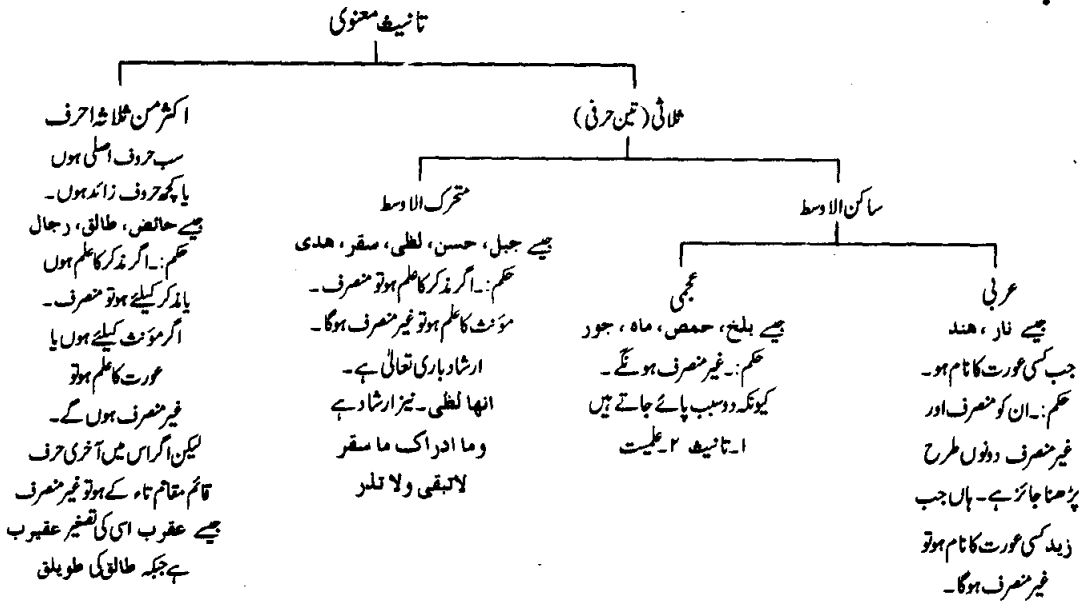 تانیث معنوی
ثلاثی (تین حرفی)
اکثر من ثلاثہ احرف
سب حروف اصلی ہوں
یا کچھ حروف زائد ہوں۔
جیسے حائض، طالق، رجال
حکم:۔ اگر مذکر کا علم ہوں
یا مذکر کیلئے ہو تو منصرف۔
اگر مؤنث کیلئے ہوں یا
عورت کا علم ہو تو
غیر منصرف ہوں گے۔
لیکن اگر اس میں آخری حرف
قائم مقام تاء کے ہو تو غیر منصرف
جیسے عقرب اسی کی تصغیر عقیرب
ہے جبکہ طالق کی طویلق
ساکن الاوسط
متحرک الاوسط
جیسے جبل، حسن، لظی، سقر، ھدی
حکم:۔ اگر مذکر کا علم ہو تو منصرف۔
مؤنث کا علم ہو تو غیر منصرف ہوگا۔
ارشاد باری تعالیٰ ہے۔
انھا لظی۔ نیز ارشاد ہے
وما ادراک ما سقر
لاتبقی ولا تذر
عربی
جیسے نار، ھند
جب کسی عورت کا نام ہو۔
حکم:۔ ان کو منصرف اور
غیر منصرف دونوں طرح
پڑھنا جائز ہے۔ ہاں جب
زید کسی عورت کا نام ہو تو
غیر منصرف ہوگا۔
عجمی
جیسے بلخ، حمص، ماہ، جور
حکم:۔ غیر منصرف ہونگے۔
کیونکہ دو سبب پائے جاتے ہیں
۱۔ تانیث ۲۔ علمیت